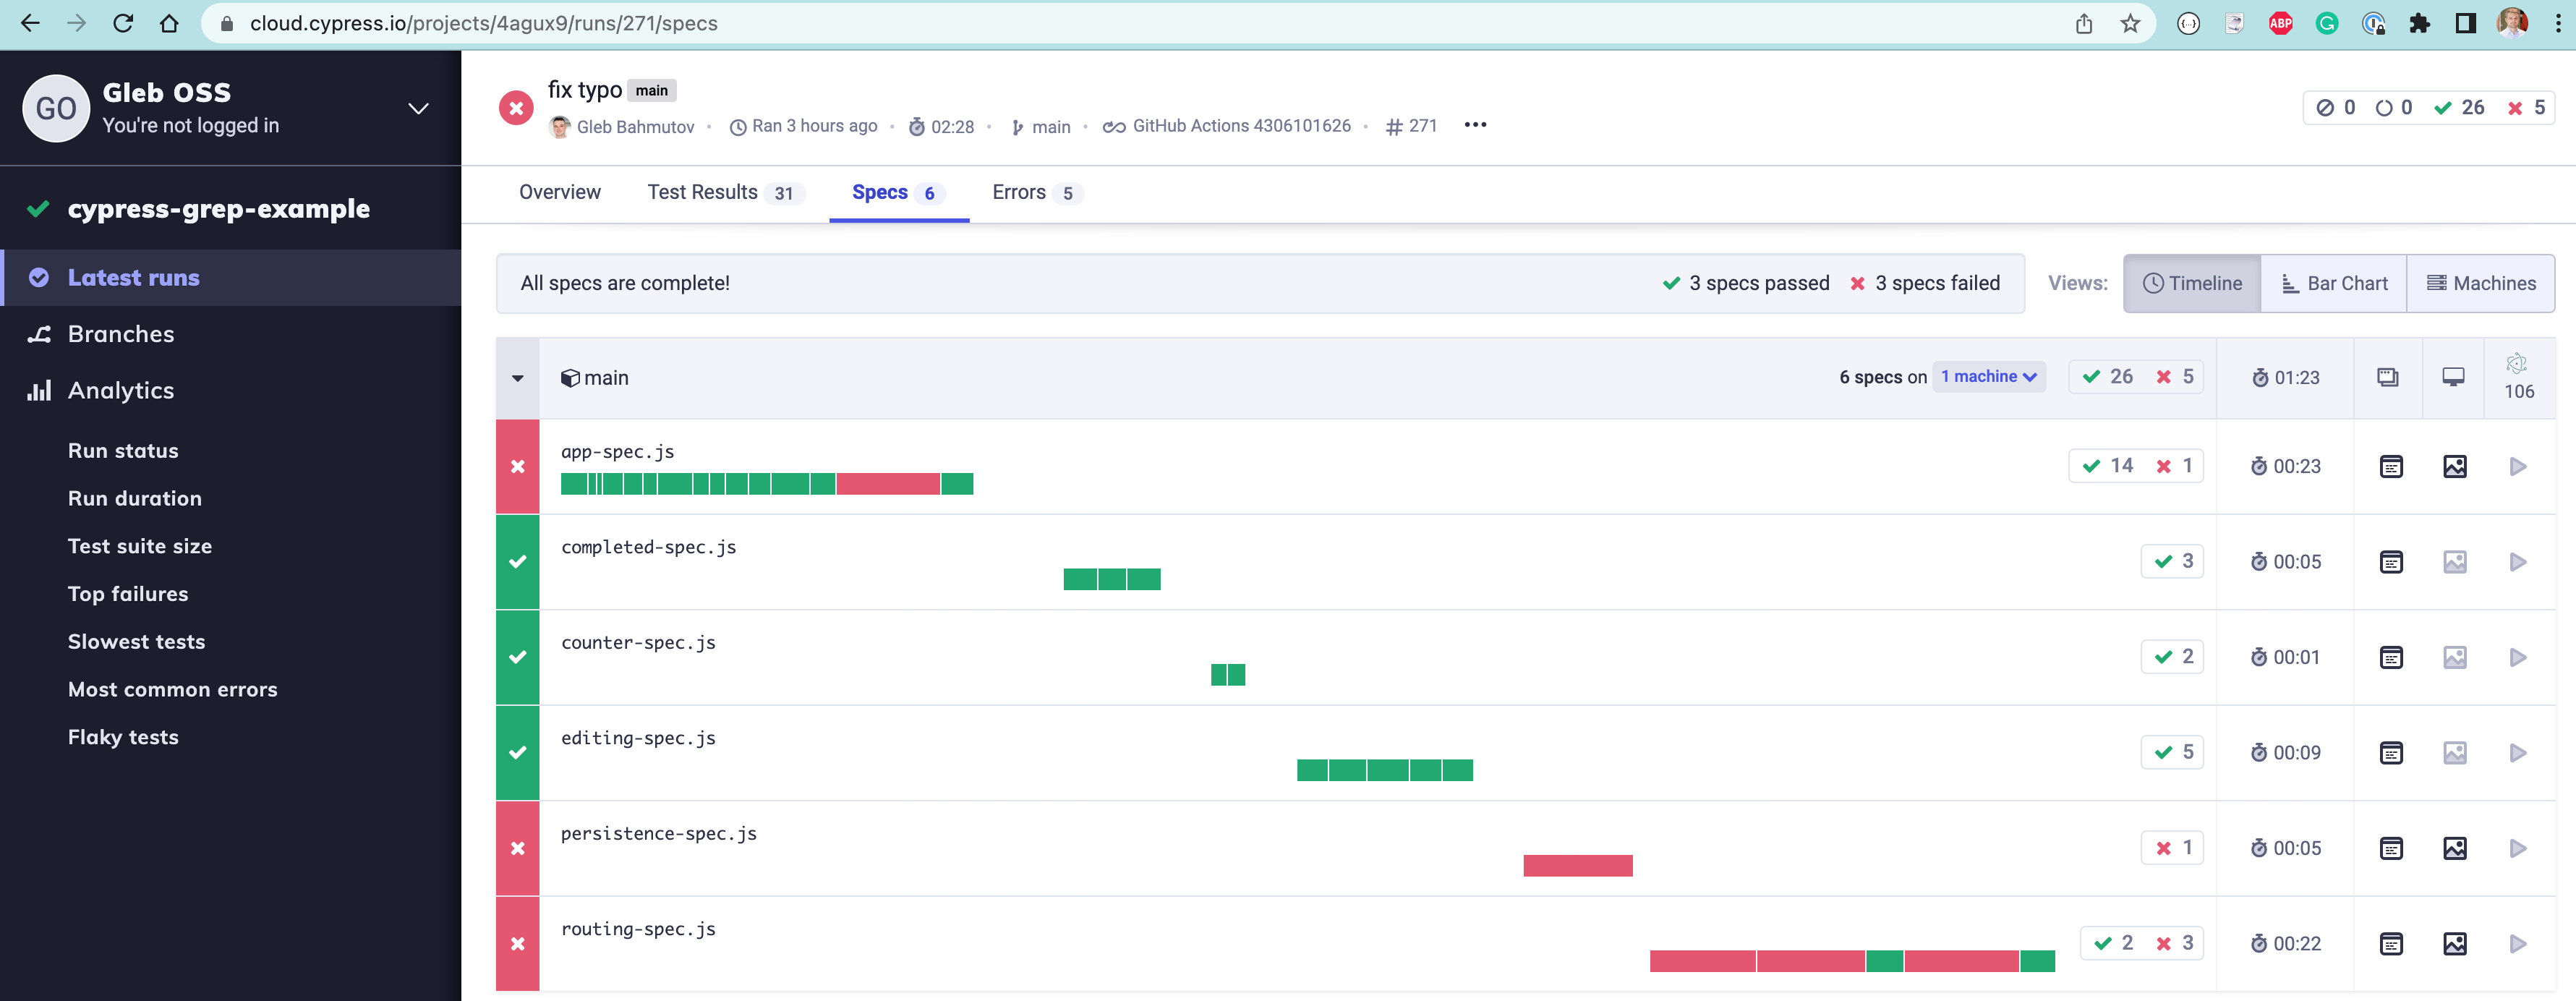 cloud.cypress.io/projects/4agux9/runs/271/specs
ABP
GO
Gleb OSS
You're not logged in
cypress-grep-example
Latest runs
Branches
Analytics
Run status
Run duration
Test suite size
Top failures
Slowest tests
Most common errors
Flaky tests
fix typo main
Gleb Bahmutov • Ran 3 hours ago • 02:28 • main • GitHub Actions 4306101626 • # 271 •••
0 0 26 5
Overview Test Results 31 Specs 6 Errors 5
All specs are complete! 3 specs passed 3 specs failed Views: Timeline Bar Chart Machines
main 6 specs on 1 machine 26 5 01:23 106
app-spec.js 14 1 00:23
completed-spec.js 3 00:05
counter-spec.js 2 00:01
editing-spec.js 5 00:09
persistence-spec.js 1 00:05
routing-spec.js 2 3 00:22